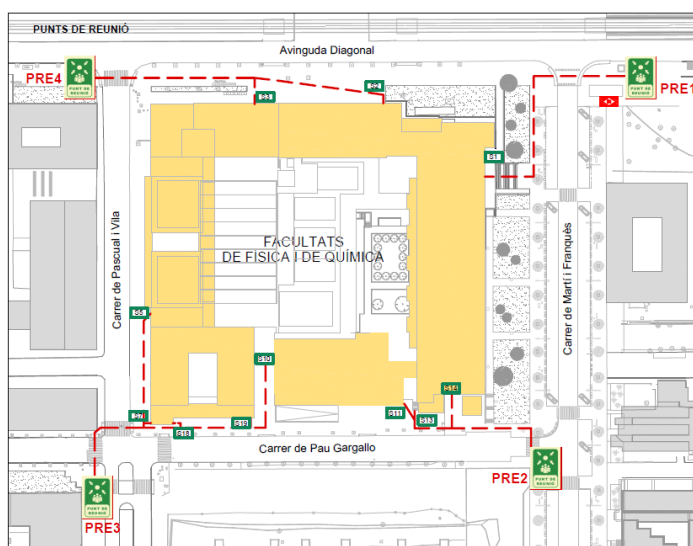 PUNTS DE REUNIÓ
Avinguda Diagonal
PRE4
PUNT DE
REUNIÓ
S3
S2
PUNT DE
REUNIÓ
PRE1
S1
FACULTATS
DE FÍSICA I DE QUÍMICA
Carrer de Pascual i Vila
Carrer de Martí i Franquès
S5
S10
S14
S7
S11
S13
Carrer de Pau Gargallo
PRE2
PUNT DE
REUNIÓ
PUNT DE
REUNIÓ
PRE3